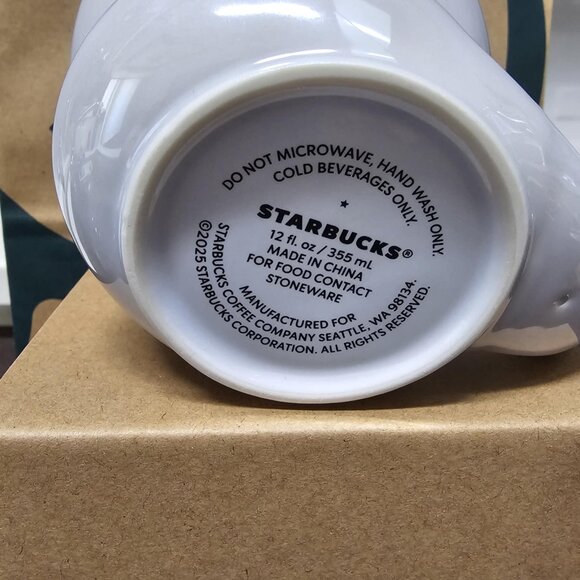 DO NOT MICROWAVE, HAND WASH ONLY.
COLD BEVERAGES ONLY.
STARBUCKS®
12 fl. oz / 355 mL
MADE IN CHINA
FOR FOOD CONTACT
STONEWARE
MANUFACTURED FOR
STARBUCKS COFFEE COMPANY SEATTLE, WA 98134.
©2025 STARBUCKS CORPORATION. ALL RIGHTS RESERVED.